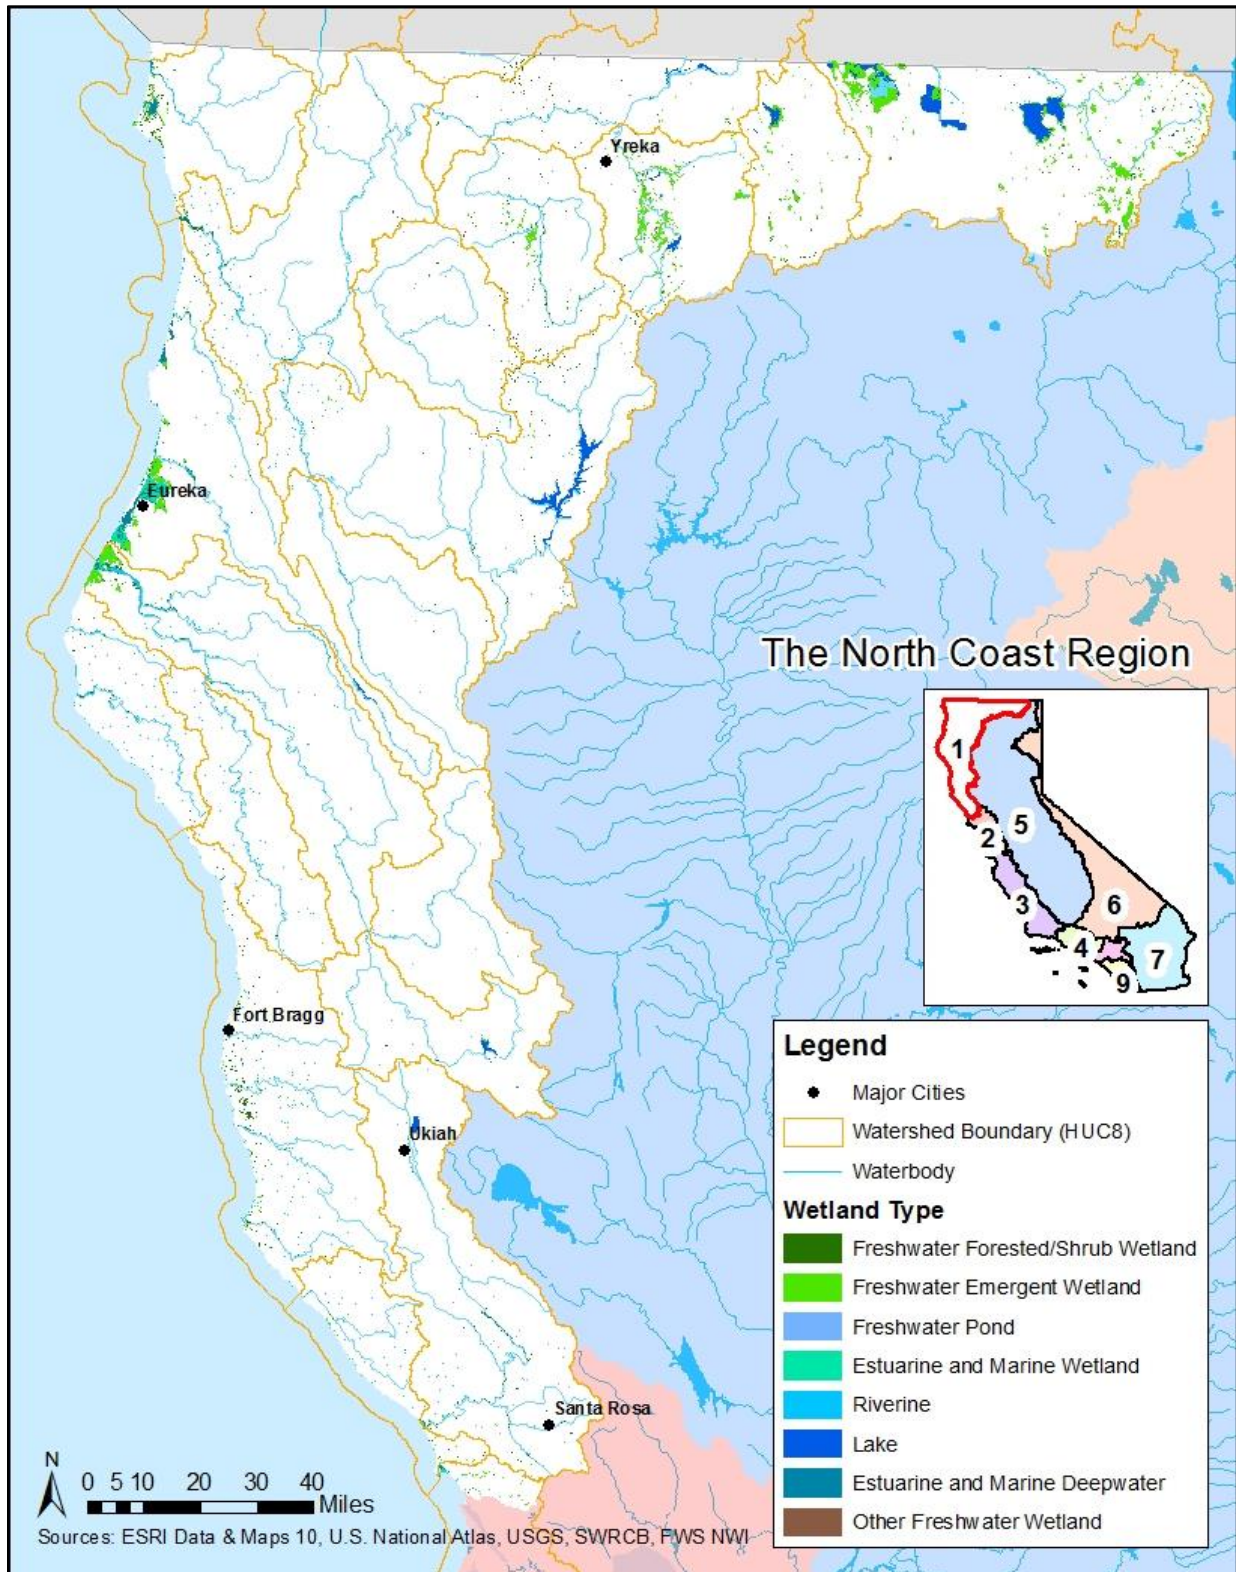 Yreka
Eureka
The North Coast Region
1
5
2
3
6
4
7
9
Fort Bragg
Ukiah
Santa Rosa
Legend
Major Cities
Watershed Boundary (HUC8)
Waterbody
Wetland Type
Freshwater Forested/Shrub Wetland
Freshwater Emergent Wetland
Freshwater Pond
Estuarine and Marine Wetland
Riverine
Lake
Estuarine and Marine Deepwater
Other Freshwater Wetland
N
0 5 10 20 30 40
Miles
Sources: ESRI Data & Maps 10, U.S. National Atlas, USGS, SWRCB, FWS NWI